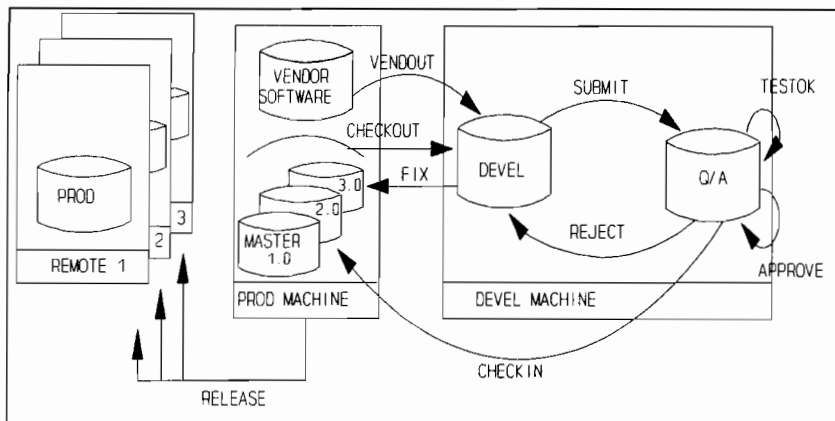 VENDOR
SOFTWARE
VENDOUT
SUBMIT
TESTOK
CHECKOUT
DEVEL
Q/A
FIX
3.0
2.0
MASTER
1.0
PROD
REJECT
APPROVE
REMOTE 1
2
3
PROD MACHINE
DEVEL MACHINE
CHECKIN
RELEASE